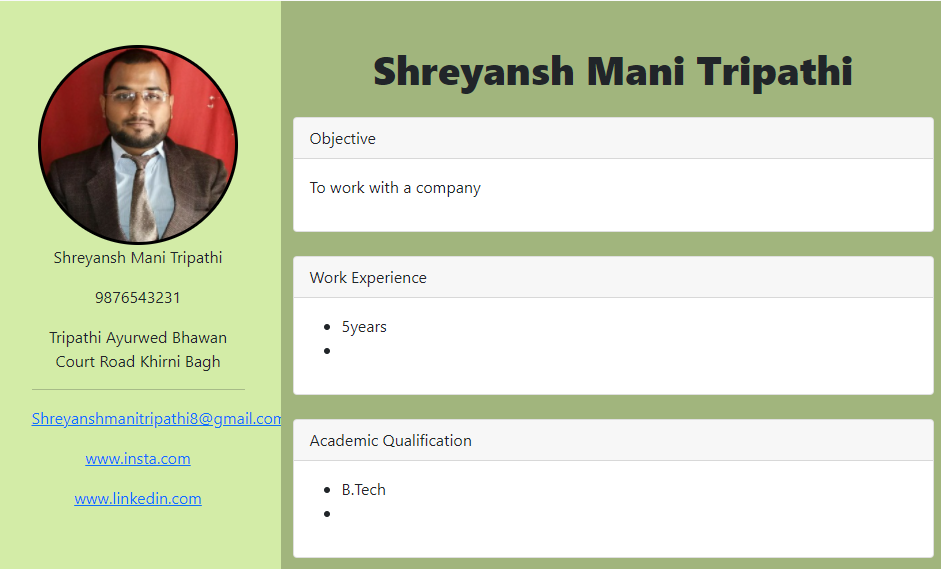 Shreyansh Mani Tripathi
9876543231
Tripathi Ayurwed Bhawan
Court Road Khirni Bagh
Shreyanshmanitripathi8@gmail.com
www.insta.com
www.linkedin.com
Shreyansh Mani Tripathi
Objective
To work with a company
Work Experience
5years
Academic Qualification
B.Tech